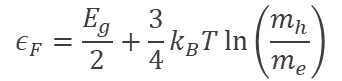 ϵ_F = E_g/2 + 3/4 k_B T ln (m_h/m_e)